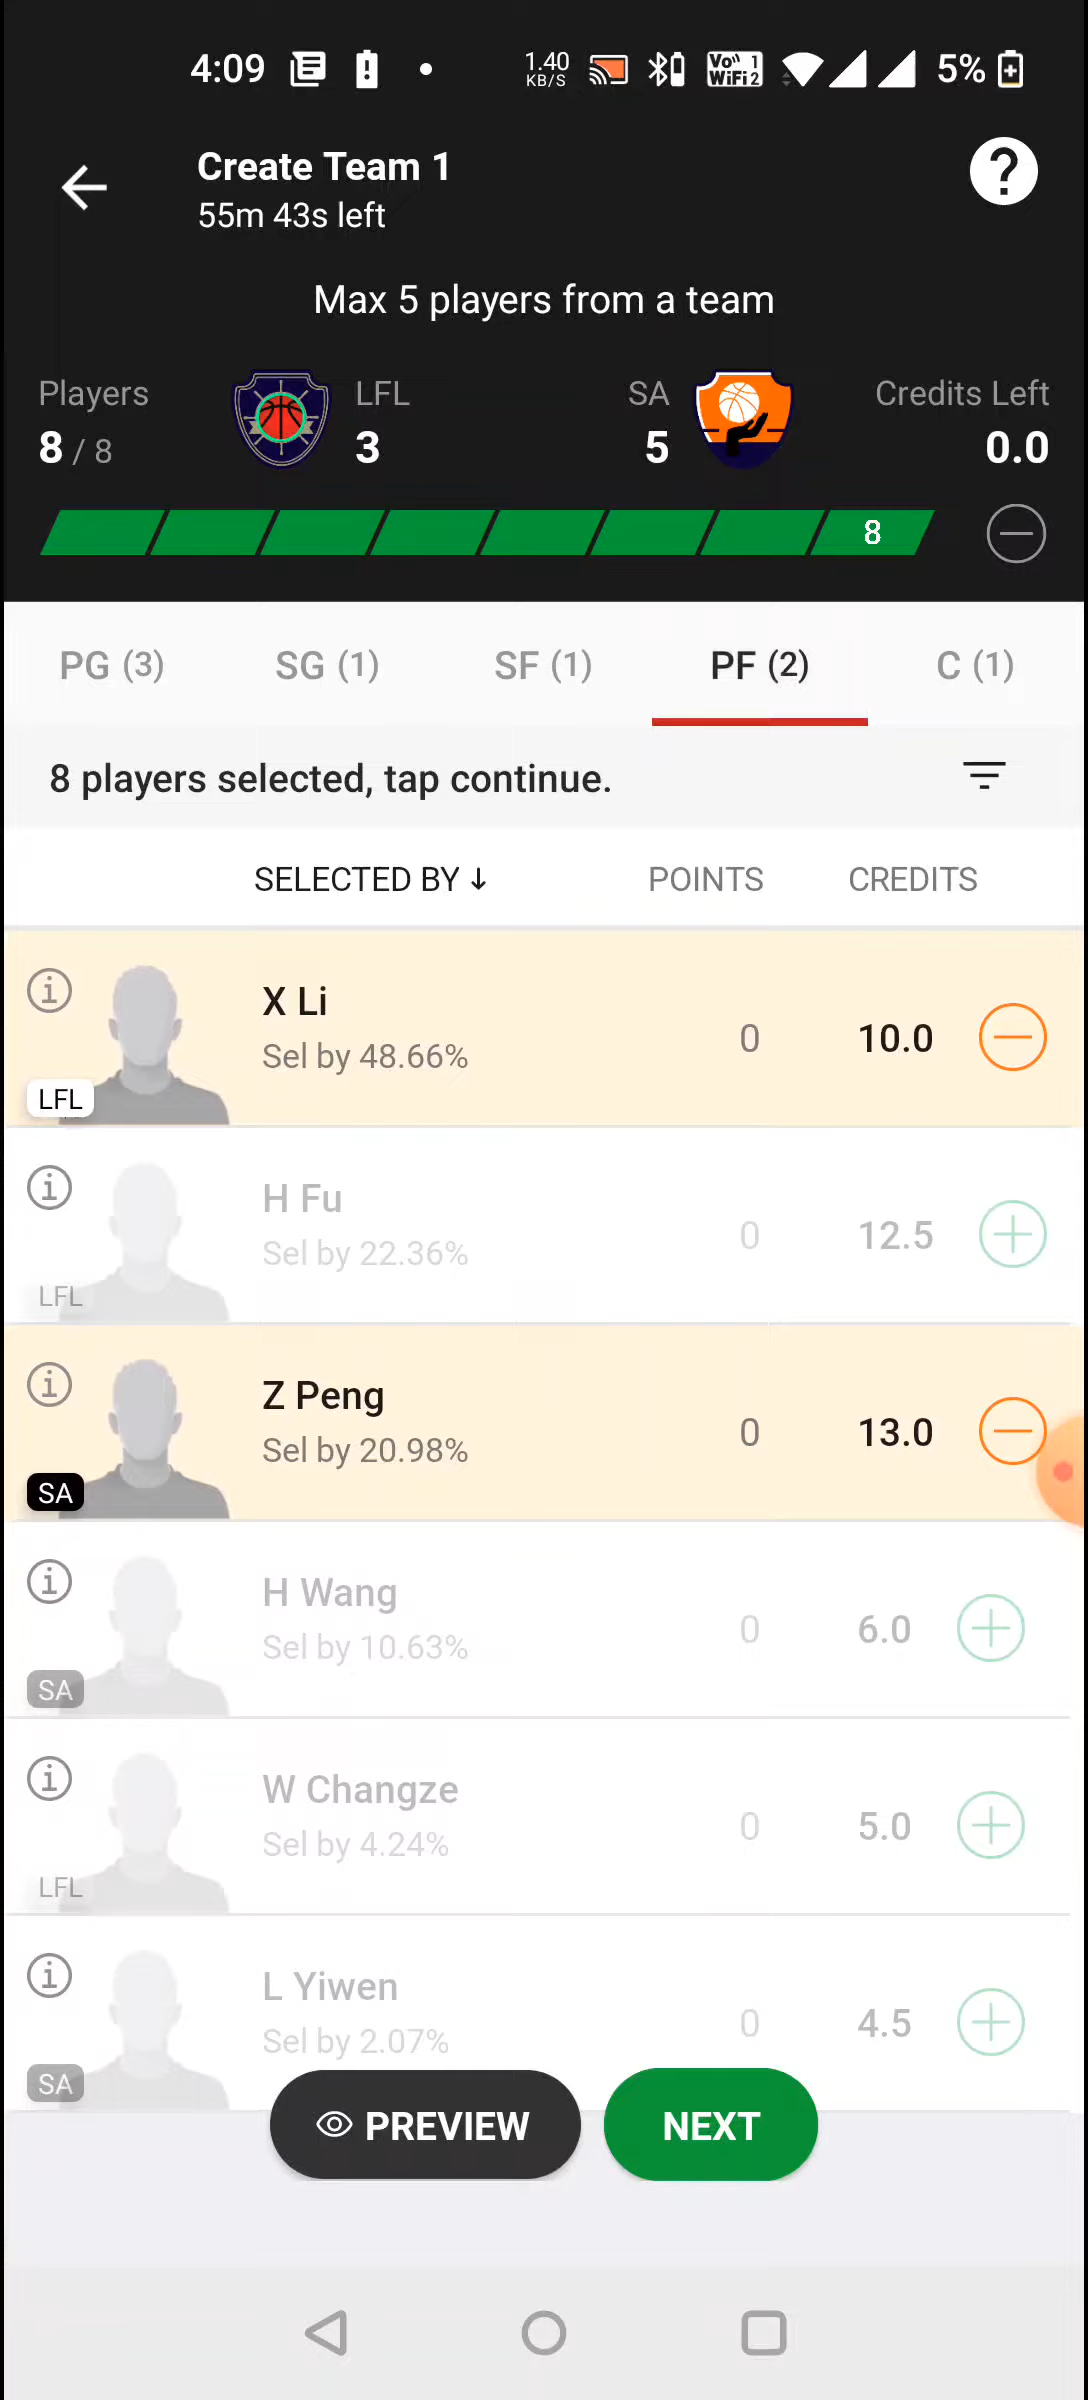 4:09 1.40 KB/S Vo 1 WiFi 2 5%
Create Team 1
55m 43s left
Max 5 players from a team
Players LFL SA Credits Left
8 / 8 3 5 0.0
8
PG (3) SG (1) SF (1) PF (2) C (1)
8 players selected, tap continue.
SELECTED BY ↓ POINTS CREDITS
X Li
Sel by 48.66% 0 10.0
LFL
H Fu
Sel by 22.36% 0 12.5
LFL
Z Peng
Sel by 20.98% 0 13.0
SA
H Wang
Sel by 10.63% 0 6.0
SA
W Changze
Sel by 4.24% 0 5.0
LFL
L Yiwen
Sel by 2.07% 0 4.5
SA
PREVIEW NEXT